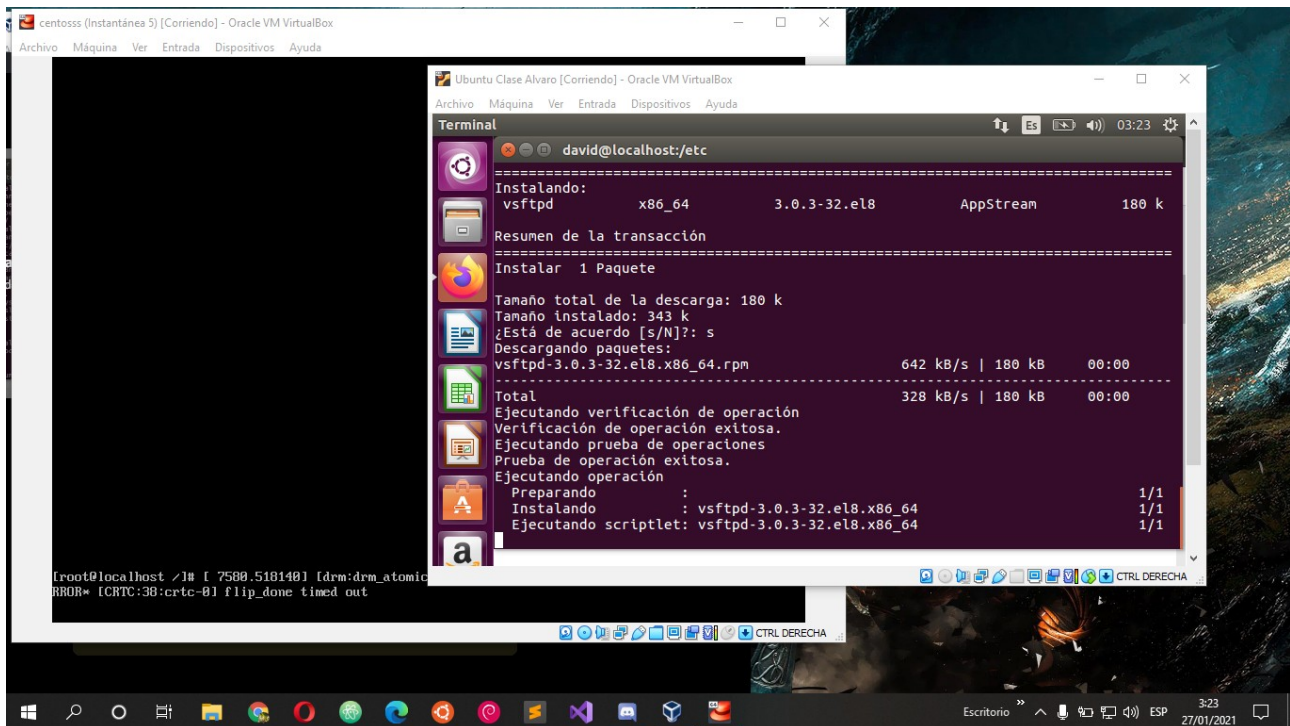 centosss (Instantánea 5) [Corriendo] - Oracle VM VirtualBox
Archivo Máquina Ver Entrada Dispositivos Ayuda
[root@localhost /]# [ 7580.518140] [drm:drm_atomic
RROR* [CRTC:38:crtc-0] flip_done timed out
CTRL DERECHA
Ubuntu Clase Alvaro [Corriendo] - Oracle VM VirtualBox
Archivo Máquina Ver Entrada Dispositivos Ayuda
Terminal Es 03:23
david@localhost:/etc
================================================================================
Instalando:
vsftpd x86_64 3.0.3-32.el8 AppStream 180 k
Resumen de la transacción
================================================================================
Instalar 1 Paquete
Tamaño total de la descarga: 180 k
Tamaño instalado: 343 k
¿Está de acuerdo [s/N]?: s
Descargando paquetes:
vsftpd-3.0.3-32.el8.x86_64.rpm 642 kB/s | 180 kB 00:00
--------------------------------------------------------------------------------
Total 328 kB/s | 180 kB 00:00
Ejecutando verificación de operación
Verificación de operación exitosa.
Ejecutando prueba de operaciones
Prueba de operación exitosa.
Ejecutando operación
Preparando : 1/1
Instalando : vsftpd-3.0.3-32.el8.x86_64 1/1
Ejecutando scriptlet: vsftpd-3.0.3-32.el8.x86_64 1/1
CTRL DERECHA
Escritorio ESP 3:23
27/01/2021